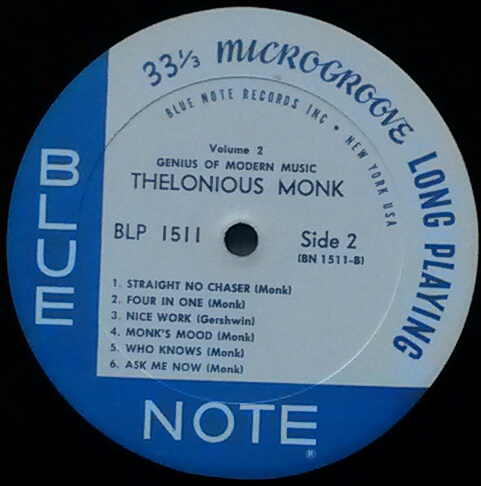 33⅓ MICROGROOVE LONG PLAYING
BLUE NOTE RECORDS INC • NEW YORK USA
Volume 2
GENIUS OF MODERN MUSIC
THELONIOUS MONK
BLP 1511
Side 2
(BN 1511-B)
1. STRAIGHT NO CHASER (Monk)
2. FOUR IN ONE (Monk)
3. NICE WORK (Gershwin)
4. MONK'S MOOD (Monk)
5. WHO KNOWS (Monk)
6. ASK ME NOW (Monk)
BLUE
NOTE ®